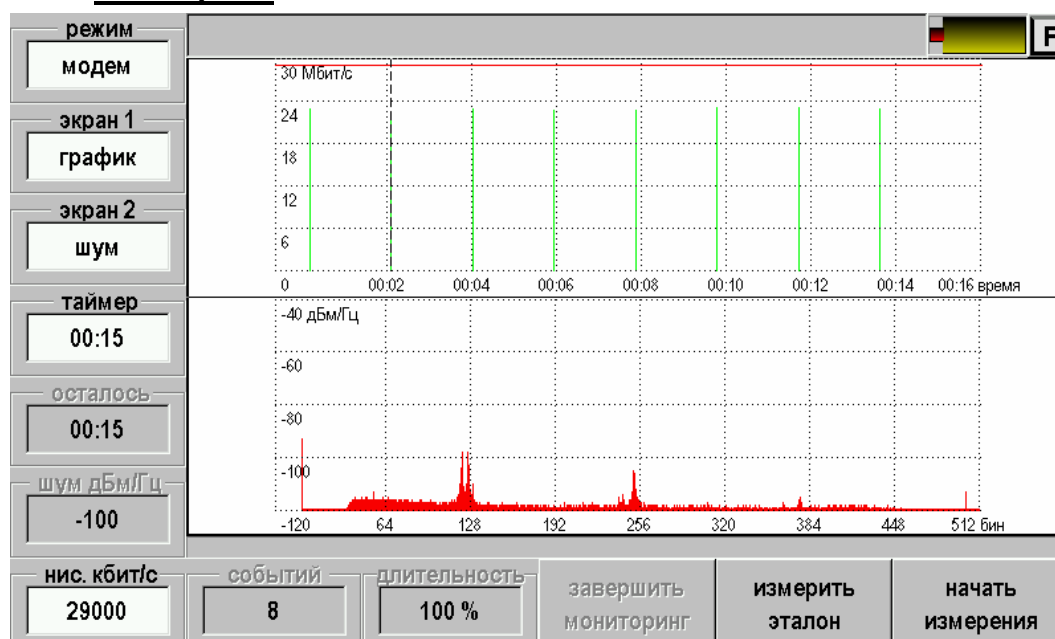 режим
модем
F
экран 1
график
экран 2
шум
таймер
00:15
осталось
00:15
шум дБм/Гц
-100
30 Мбит/с
24
18
12
6
0 00:02 00:04 00:06 00:08 00:10 00:12 00:14 00:16 время
-40 дБм/Гц
-60
-80
-100
-120 64 128 192 256 320 384 448 512 бин
нис. кбит/с
29000
событий
8
длительность
100 %
завершить
мониторинг
измерить
эталон
начать
измерения